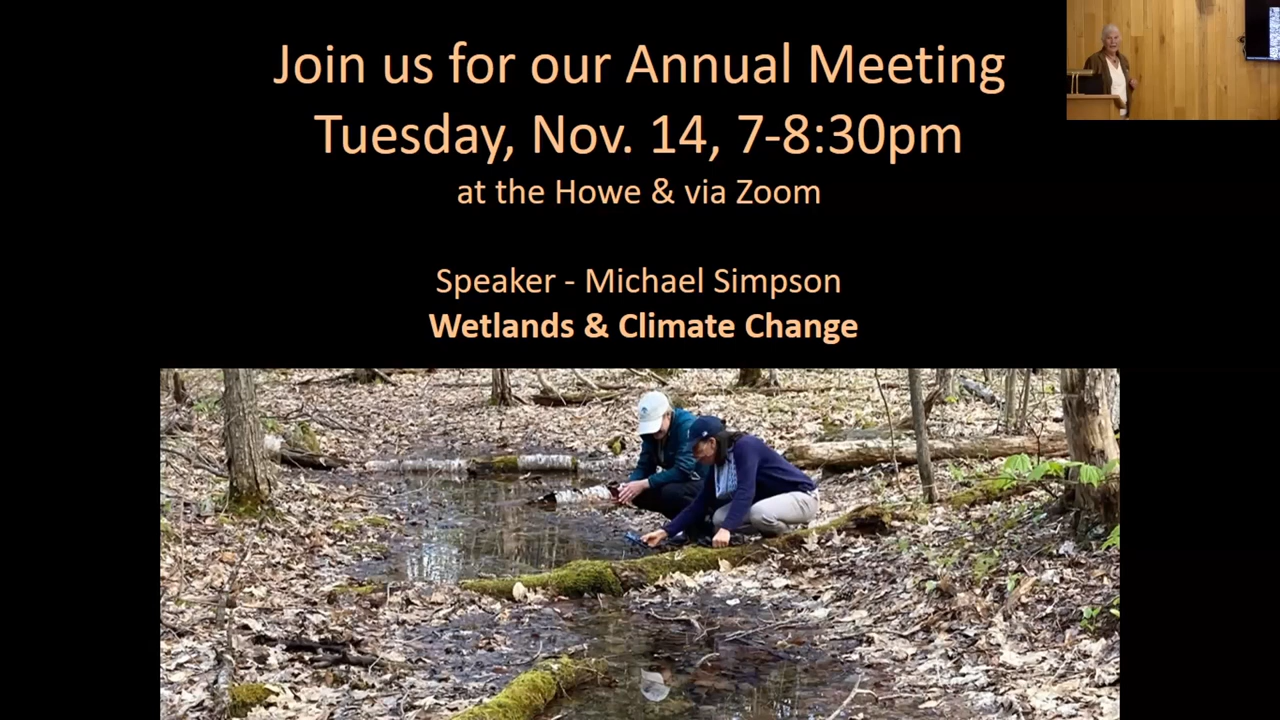 Join us for our Annual Meeting
Tuesday, Nov. 14, 7-8:30pm
at the Howe & via Zoom
Speaker - Michael Simpson
Wetlands & Climate Change